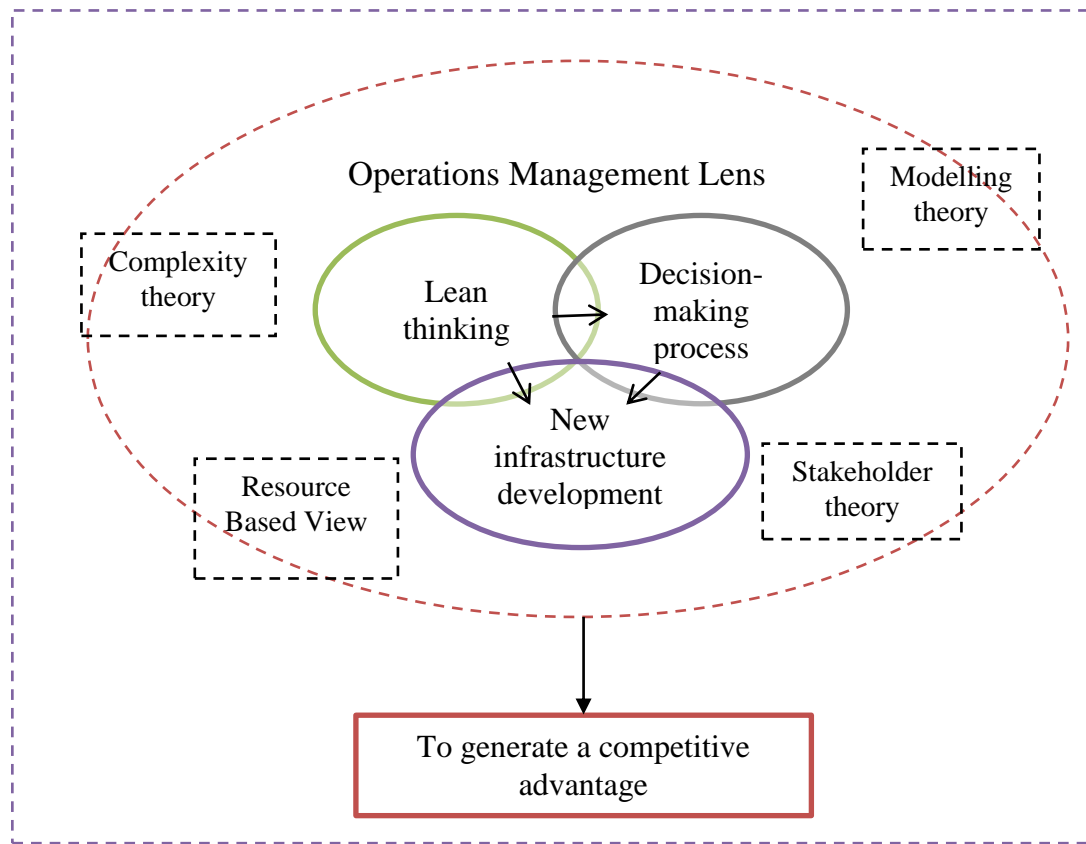 Operations Management Lens
Modelling
theory
Complexity
theory
Lean
thinking
Decision-
making
process
New
infrastructure
development
Resource
Based View
Stakeholder
theory
To generate a competitive
advantage